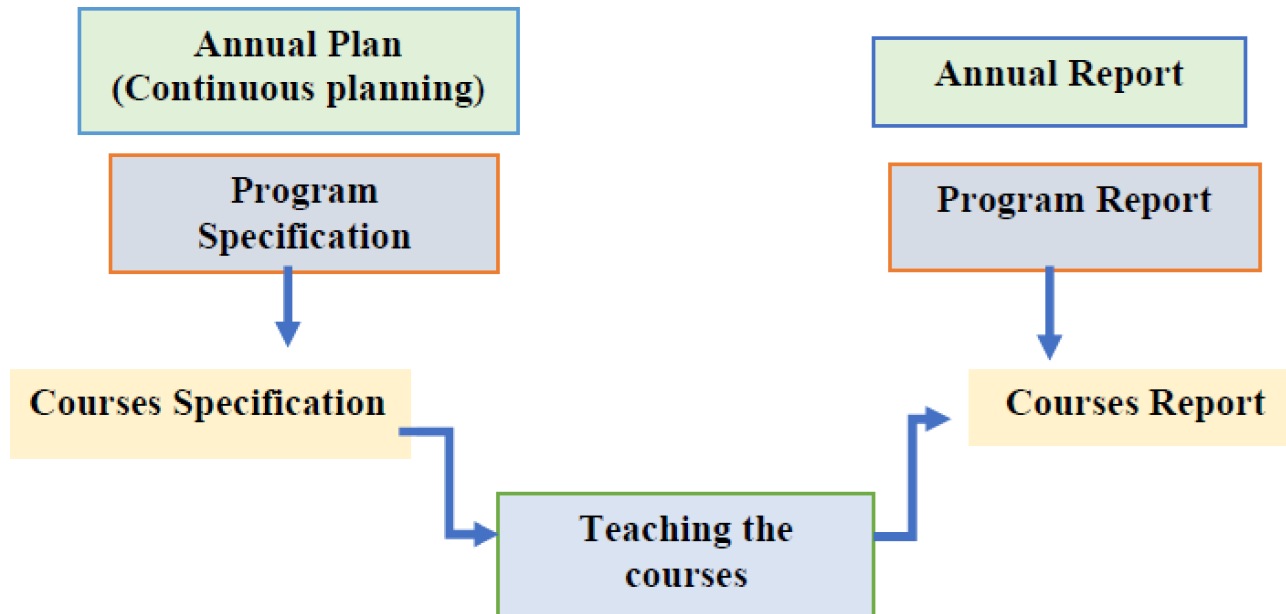 Annual Plan
(Continuous planning)
Annual Report
Program
Specification
Program Report
Courses Specification
Courses Report
Teaching the
courses